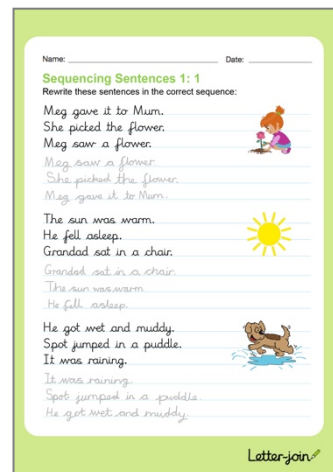 Name: Date:
Sequencing Sentences 1: 1
Rewrite these sentences in the correct sequence:
Meg gave it to Mum.
She picked the flower.
Meg saw a flower.
Meg saw a flower.
She picked the flower.
Meg gave it to Mum.
The sun was warm.
He fell asleep.
Grandad sat in a chair.
Grandad sat in a chair.
The sun was warm
He fell asleep.
He got wet and muddy.
Spot jumped in a puddle.
It was raining.
It was raining.
Spot jumped in a puddle.
He got wet and muddy.
Letter-join